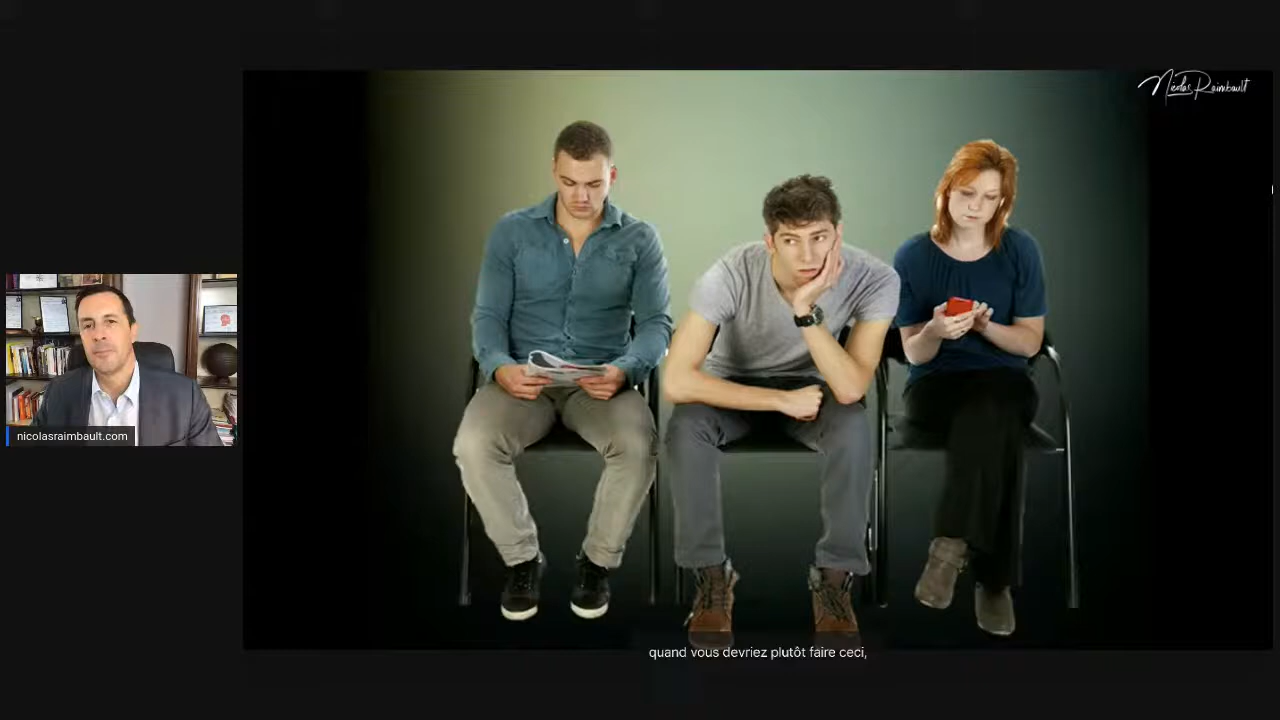 Nicolas Raimbault
nicolasraimbault.com
quand vous devriez plutôt faire ceci,